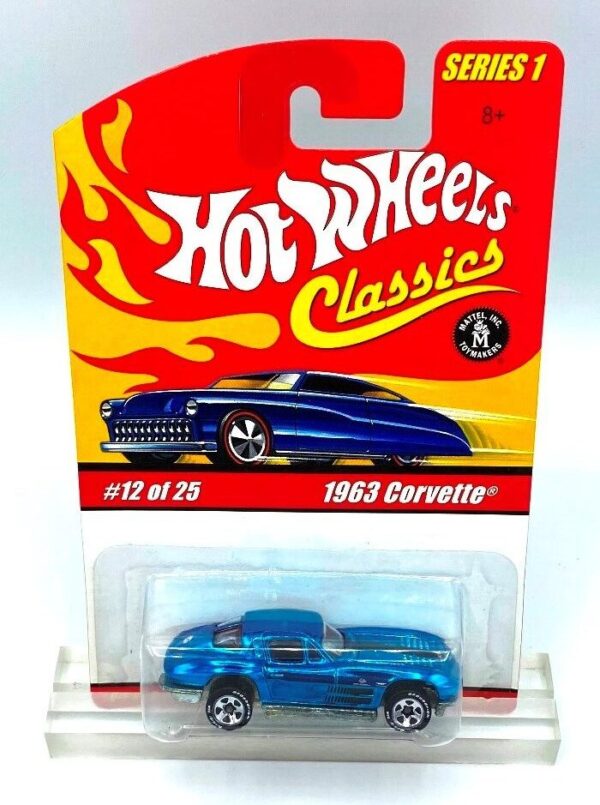 SERIES 1
8+
HOT WHEELS®
Classics
MATTEL, INC.
M
TOYMAKERS
#12 of 25
1963 Corvette®